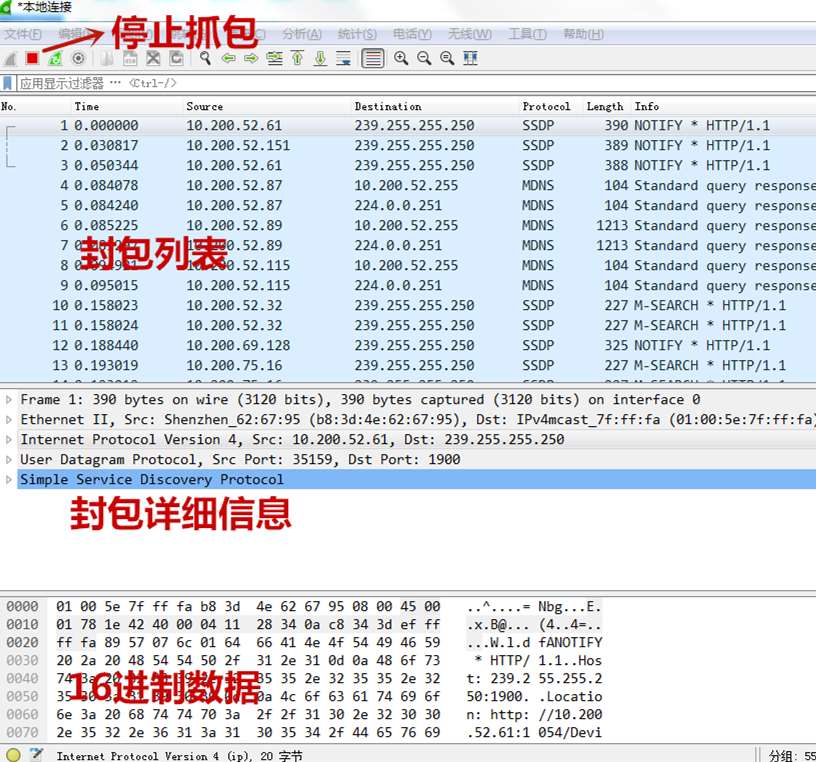 *本地连接
文件(F) 编辑 分析(A) 统计(S) 电话(Y) 无线(W) 工具(T) 帮助(H)
停止抓包
应用显示过滤器 … <Ctrl-/>
No. Time Source Destination Protocol Length Info
1 0.000000 10.200.52.61 239.255.255.250 SSDP 390 NOTIFY * HTTP/1.1
2 0.030817 10.200.52.151 239.255.255.250 SSDP 389 NOTIFY * HTTP/1.1
3 0.050344 10.200.52.61 239.255.255.250 SSDP 388 NOTIFY * HTTP/1.1
4 0.084078 10.200.52.87 10.200.52.255 MDNS 104 Standard query response
5 0.084240 10.200.52.87 224.0.0.251 MDNS 104 Standard query response
6 0.085225 10.200.52.89 10.200.52.255 MDNS 1213 Standard query response
7 10.200.52.89 224.0.0.251 MDNS 1213 Standard query response
封包列表
8 10.200.52.115 10.200.52.255 MDNS 104 Standard query response
9 0.095015 10.200.52.115 224.0.0.251 MDNS 104 Standard query response
10 0.158023 10.200.52.32 239.255.255.250 SSDP 227 M-SEARCH * HTTP/1.1
11 0.158024 10.200.52.32 239.255.255.250 SSDP 227 M-SEARCH * HTTP/1.1
12 0.188440 10.200.69.128 239.255.255.250 SSDP 325 NOTIFY * HTTP/1.1
13 0.193019 10.200.75.16 239.255.255.250 SSDP 227 M-SEARCH * HTTP/1.1
Frame 1: 390 bytes on wire (3120 bits), 390 bytes captured (3120 bits) on interface 0
Ethernet II, Src: Shenzhen_62:67:95 (b8:3d:4e:62:67:95), Dst: IPv4mcast_7f:ff:fa (01:00:5e:7f:ff:fa)
Internet Protocol Version 4, Src: 10.200.52.61, Dst: 239.255.255.250
User Datagram Protocol, Src Port: 35159, Dst Port: 1900
Simple Service Discovery Protocol
封包详细信息
0000 01 00 5e 7f ff fa b8 3d 4e 62 67 95 08 00 45 00 ..^....= Nbg...E.
0010 01 78 1e 42 40 00 04 11 28 34 0a c8 34 3d ef ff .x.B@... (4..4=..
0020 ff fa 89 57 07 6c 01 64 66 41 4e 4f 54 49 46 59 ...W.l.d fANOTIFY
0030 20 2a 20 48 54 54 50 2f 31 2e 31 0d 0a 48 6f 73 * HTTP/ 1.1..Hos
0040 74 3a 20 35 35 2e 32 35 35 2e 32 t: 239.2 55.255.2
16进制数据
0050 35 30 3a 31 0a 4c 6f 63 61 74 69 6f 50:1900. .Locatio
0060 6e 3a 20 68 74 74 70 3a 2f 2f 31 30 2e 32 30 30 n: http: //10.200
0070 2e 35 32 2e 36 31 3a 31 30 35 34 2f 44 65 76 69 .52.61:1 054/Devi
Internet Protocol Version 4 (ip), 20 字节 分组: 55